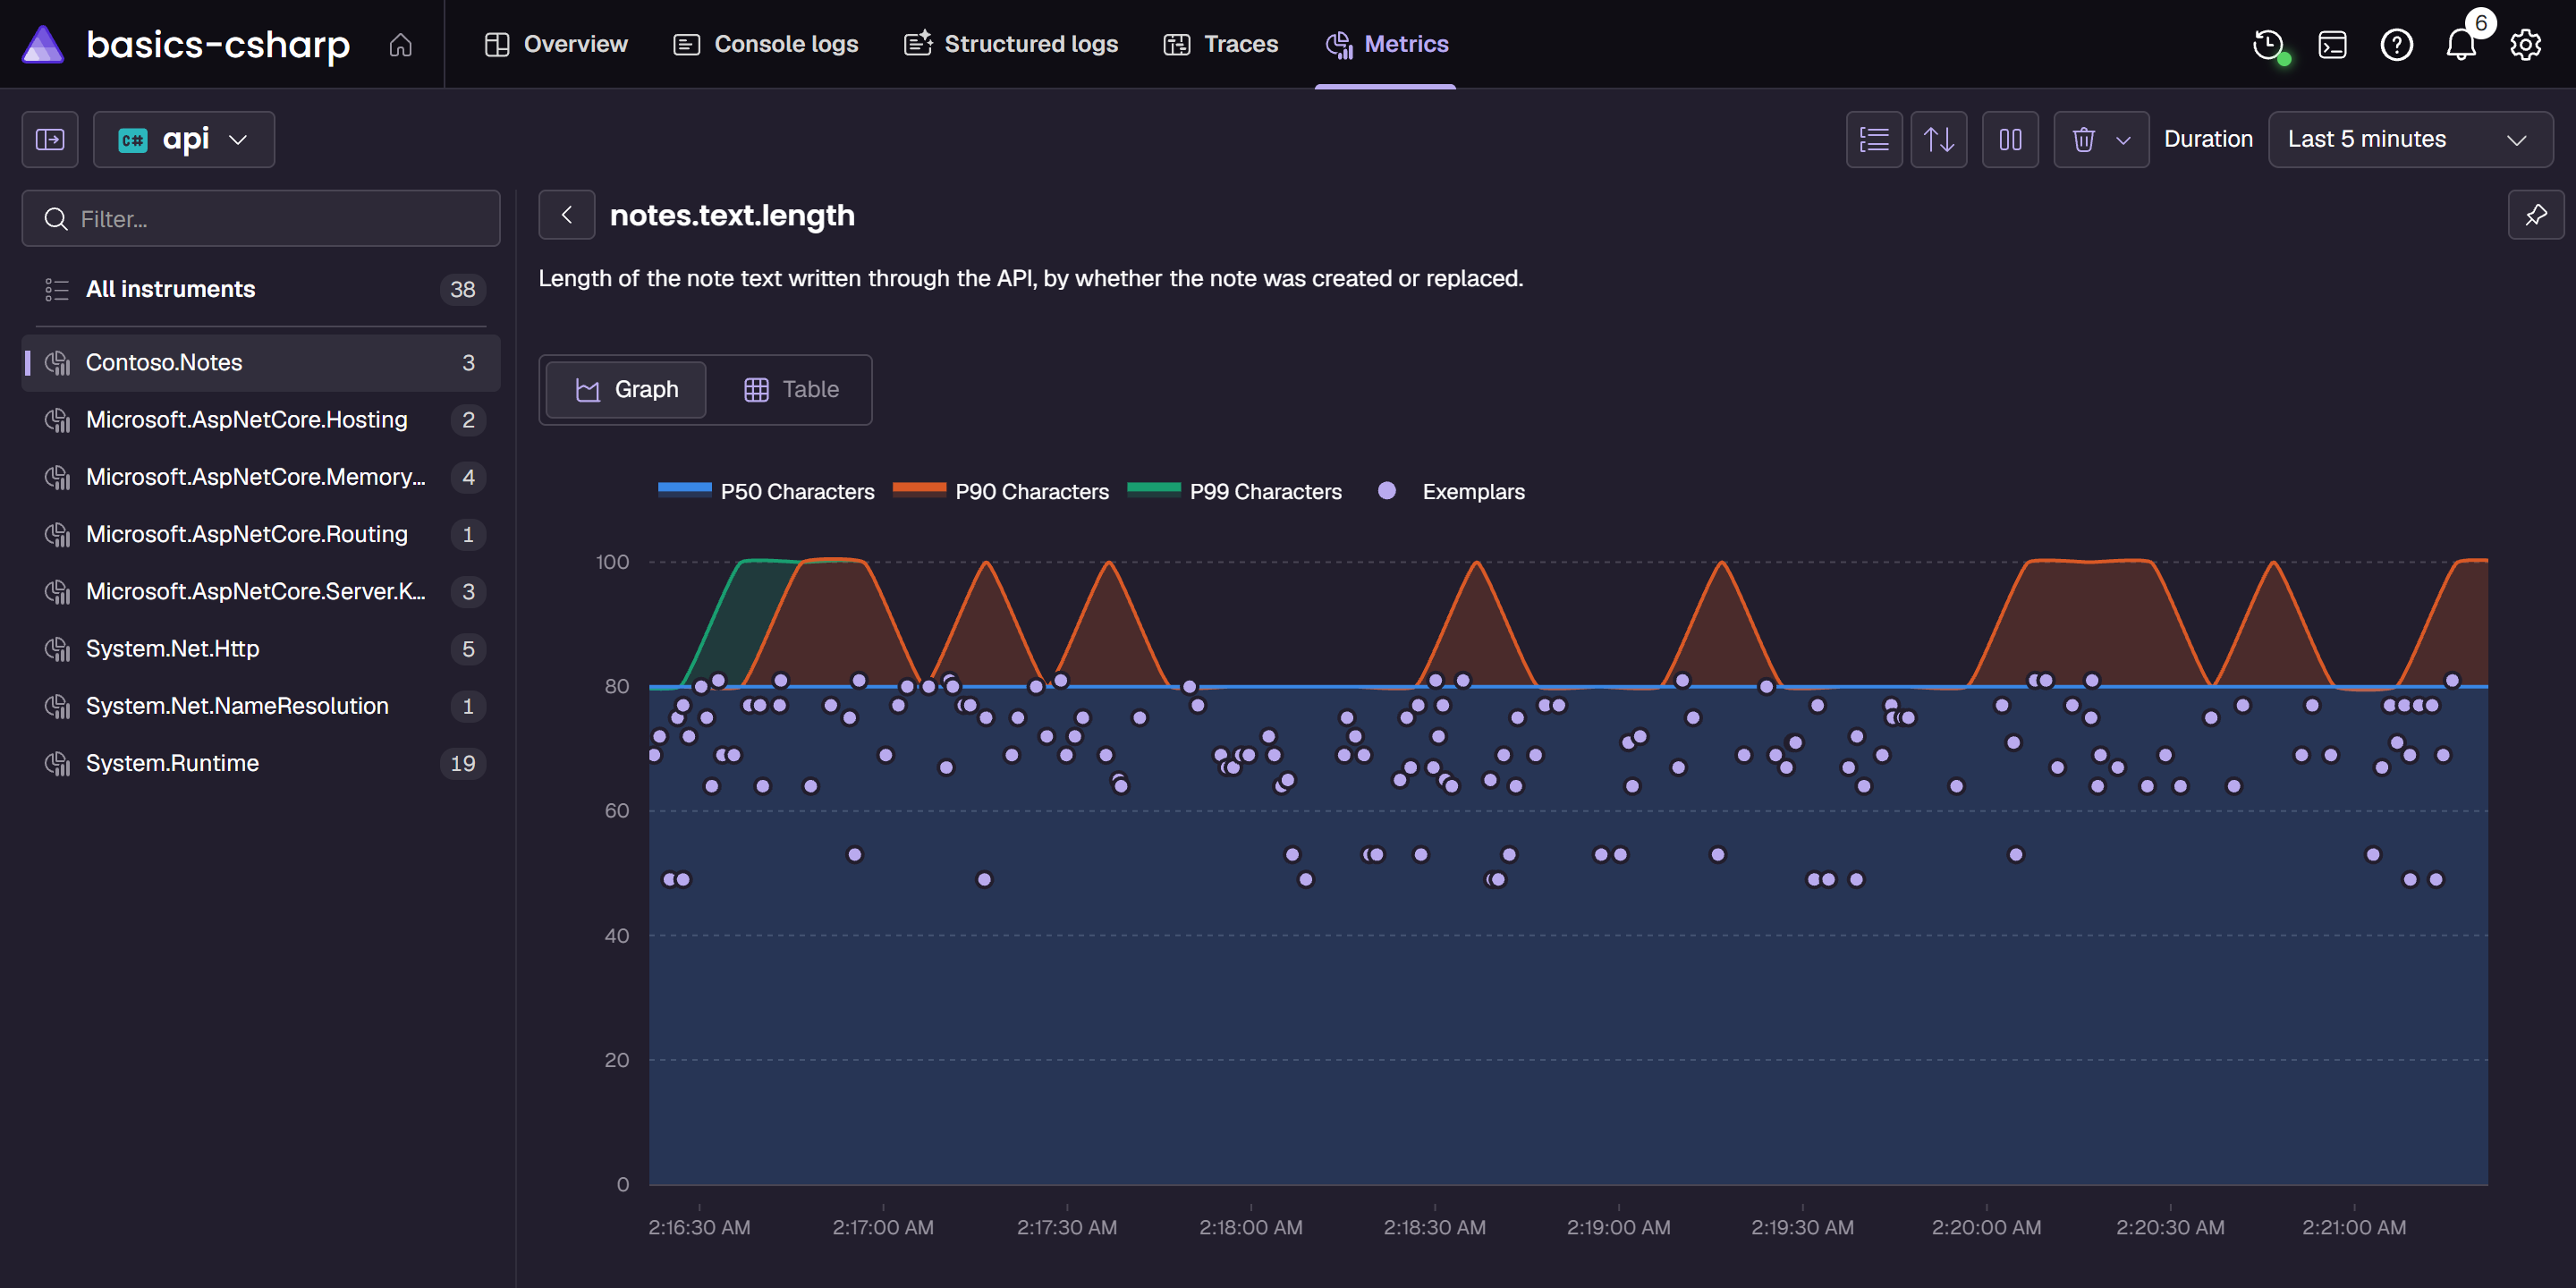 basics-csharp
Overview
Console logs
Structured logs
Traces
Metrics
6
C# api
Duration
Last 5 minutes
Filter...
All instruments 38
Contoso.Notes 3
Microsoft.AspNetCore.Hosting 2
Microsoft.AspNetCore.Memory... 4
Microsoft.AspNetCore.Routing 1
Microsoft.AspNetCore.Server.K... 3
System.Net.Http 5
System.Net.NameResolution 1
System.Runtime 19
notes.text.length
Length of the note text written through the API, by whether the note was created or replaced.
Graph
Table
P50 Characters P90 Characters P99 Characters Exemplars
100
80
60
40
20
0
2:16:30 AM 2:17:00 AM 2:17:30 AM 2:18:00 AM 2:18:30 AM 2:19:00 AM 2:19:30 AM 2:20:00 AM 2:20:30 AM 2:21:00 AM